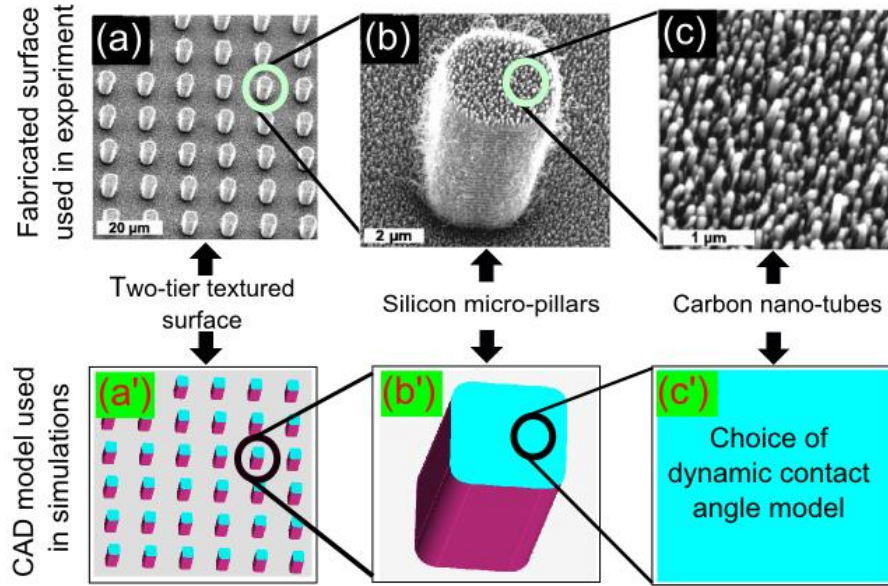 Fabricated surface
used in experiment
(a)
20 µm
(b)
2 µm
(c)
1 µm
Two-tier textured
surface
Silicon micro-pillars
Carbon nano-tubes
CAD model used
in simulations
(a')
(b')
(c')
Choice of
dynamic contact
angle model